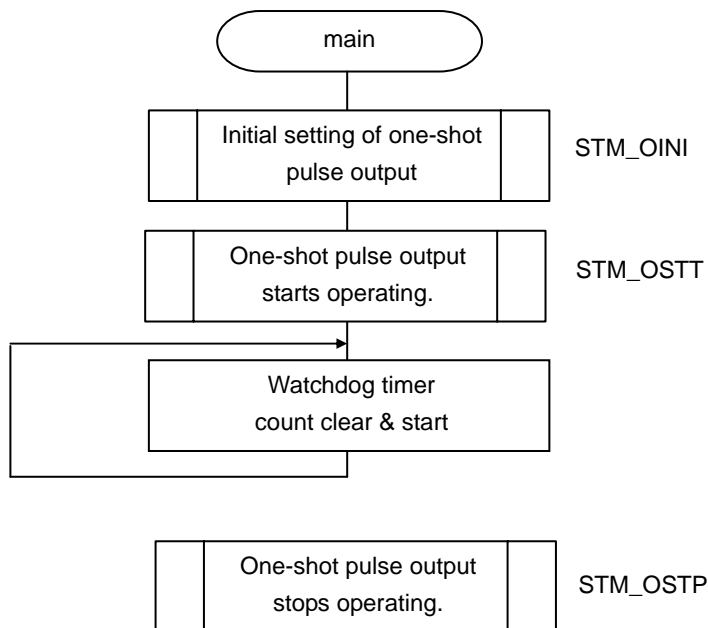 main
Initial setting of one-shot
pulse output
STM_OINI
One-shot pulse output
starts operating.
STM_OSTT
Watchdog timer
count clear & start
One-shot pulse output
stops operating.
STM_OSTP